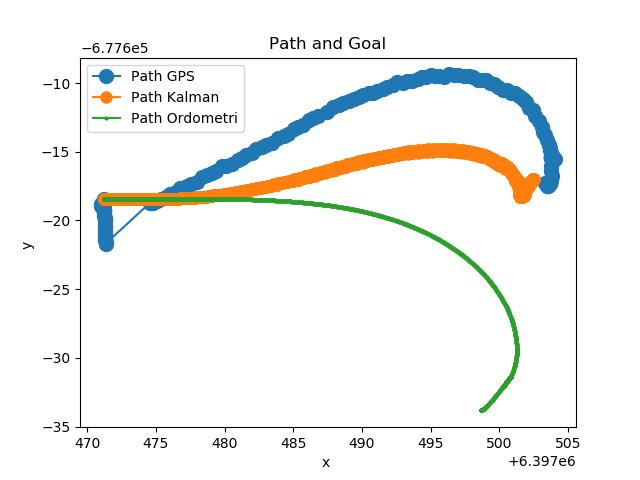 Path and Goal
−6.776e5
Path GPS
Path Kalman
Path Ordometri
−10
−15
−20
−25
−30
−35
y
470 475 480 485 490 495 500 505
x
+6.397e6